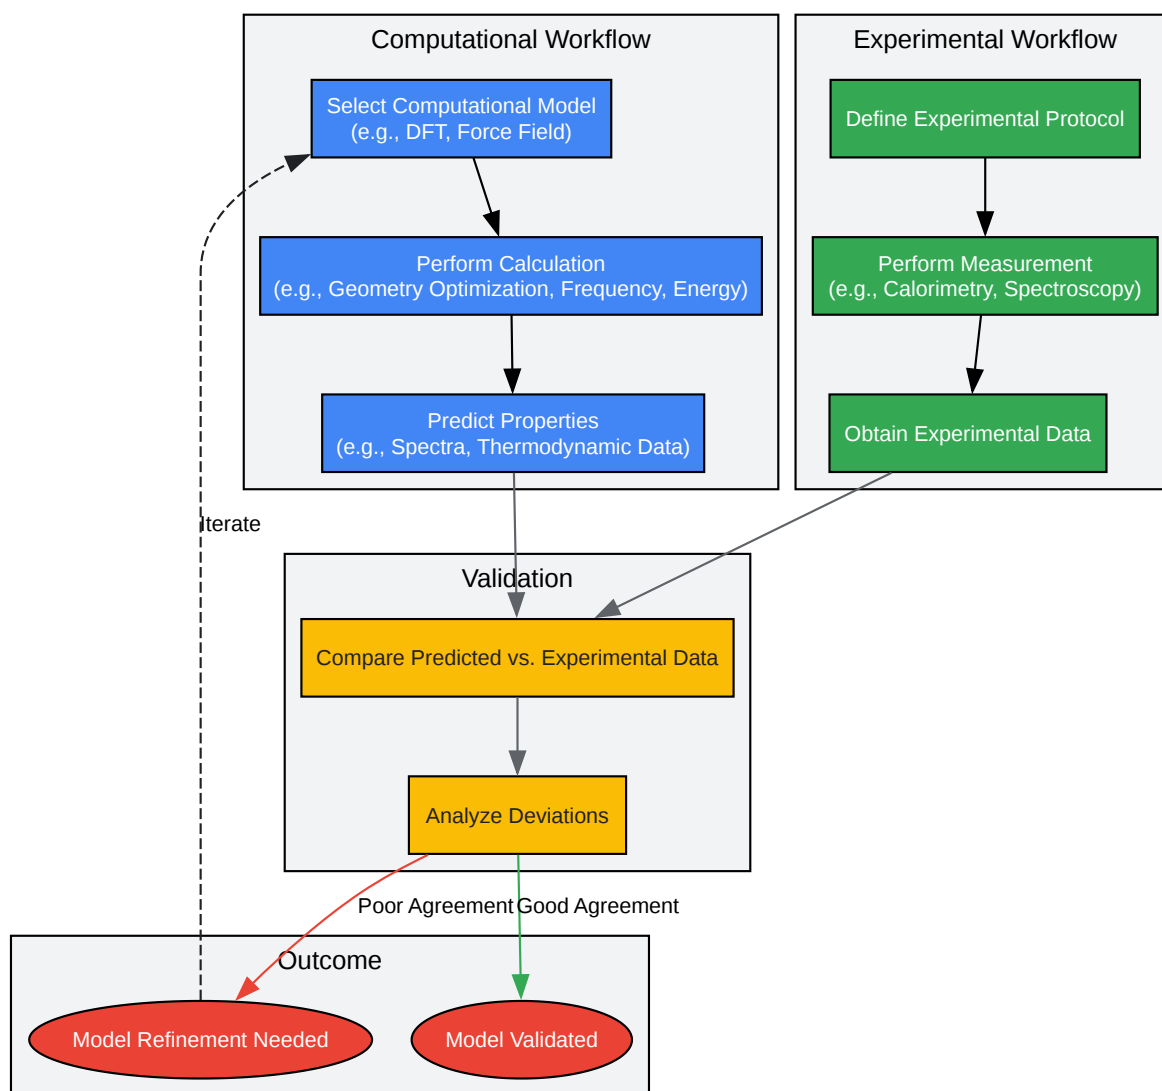 Computational Workflow
Select Computational Model
(e.g., DFT, Force Field)
Perform Calculation
(e.g., Geometry Optimization, Frequency, Energy)
Predict Properties
(e.g., Spectra, Thermodynamic Data)
Experimental Workflow
Define Experimental Protocol
Perform Measurement
(e.g., Calorimetry, Spectroscopy)
Obtain Experimental Data
Iterate
Validation
Compare Predicted vs. Experimental Data
Analyze Deviations
Poor Agreement
Good Agreement
Outcome
Model Refinement Needed
Model Validated